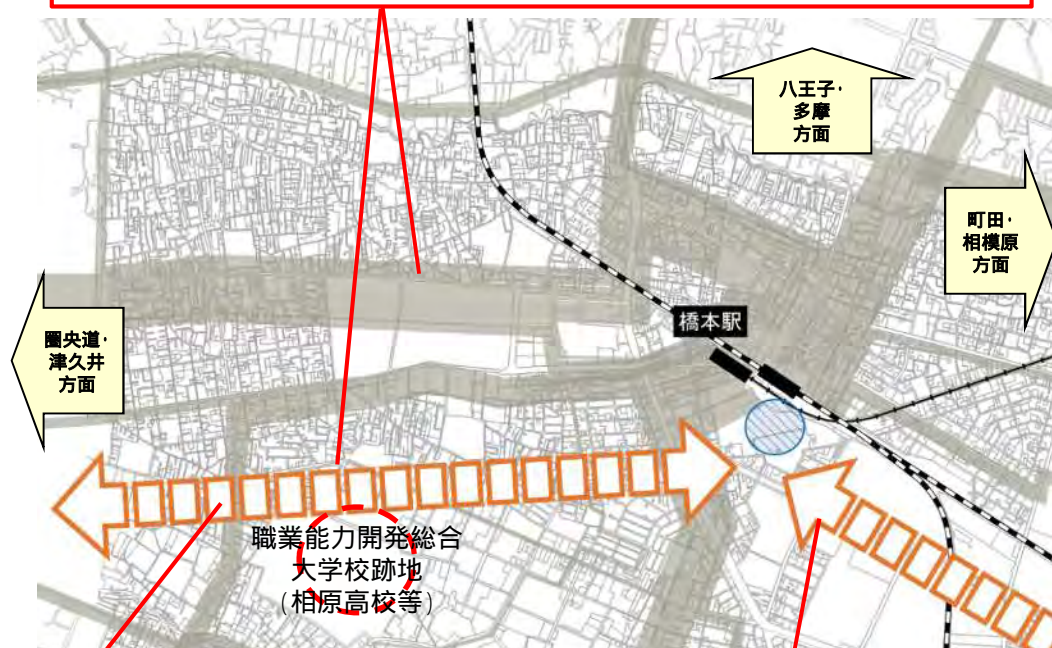 八王子・
多摩
方面
町田・
相模原
方面
橋本駅
圏央道・
津久井
方面
職業能力開発総合
大学校跡地
(相原高校等)